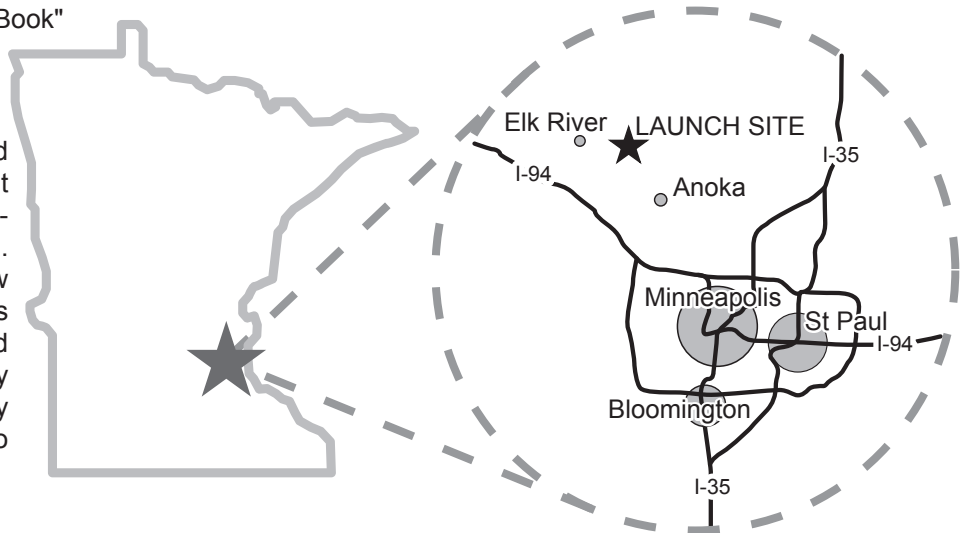 Book"
d
t
-
.
w
s
d
y
y
o
Elk River
LAUNCH SITE
I-94
I-35
Anoka
Minneapolis
St Paul
I-94
Bloomington
I-35